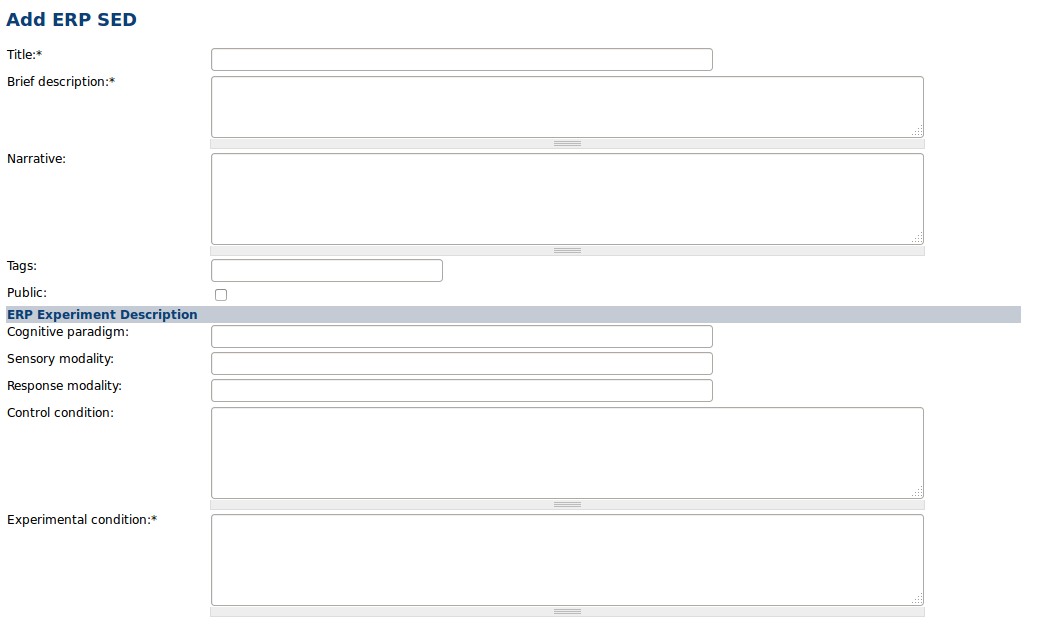 Add ERP SED
Title:*
Brief description:*
Narrative:
Tags:
Public:
ERP Experiment Description
Cognitive paradigm:
Sensory modality:
Response modality:
Control condition:
Experimental condition:*